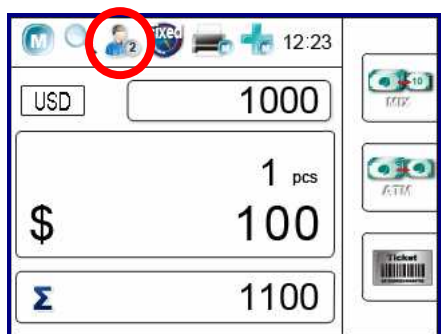 M 2 Mixed M M 12:23
USD 1000
10
MIX
1 pcs
$ 100
ATM
Ticket
Σ 1100